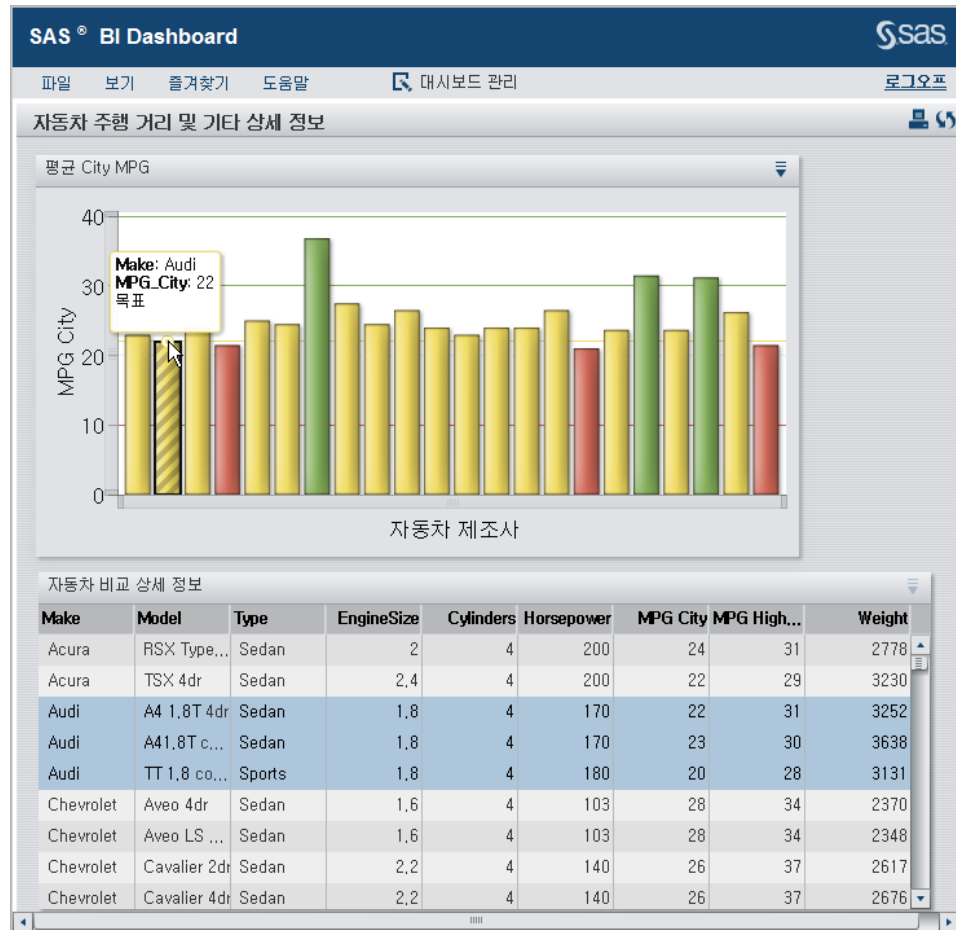 SAS ® BI Dashboard
sas
파일 보기 즐겨찾기 도움말 대시보드 관리 로그오프
자동차 주행 거리 및 기타 상세 정보
평균 City MPG
40
30
20
10
0
MPG City
Make: Audi
MPG_City: 22
목표
자동차 제조사
자동차 비교 상세 정보
Make Model Type EngineSize Cylinders Horsepower MPG City MPG High... Weight
Acura RSX Type... Sedan 2 4 200 24 31 2778
Acura TSX 4dr Sedan 2,4 4 200 22 29 3230
Audi A4 1,8T 4dr Sedan 1,8 4 170 22 31 3252
Audi A41,8T c... Sedan 1,8 4 170 23 30 3638
Audi TT 1,8 co... Sports 1,8 4 180 20 28 3131
Chevrolet Aveo 4dr Sedan 1,6 4 103 28 34 2370
Chevrolet Aveo LS ... Sedan 1,6 4 103 28 34 2348
Chevrolet Cavalier 2dr Sedan 2,2 4 140 26 37 2617
Chevrolet Cavalier 4dr Sedan 2,2 4 140 26 37 2676